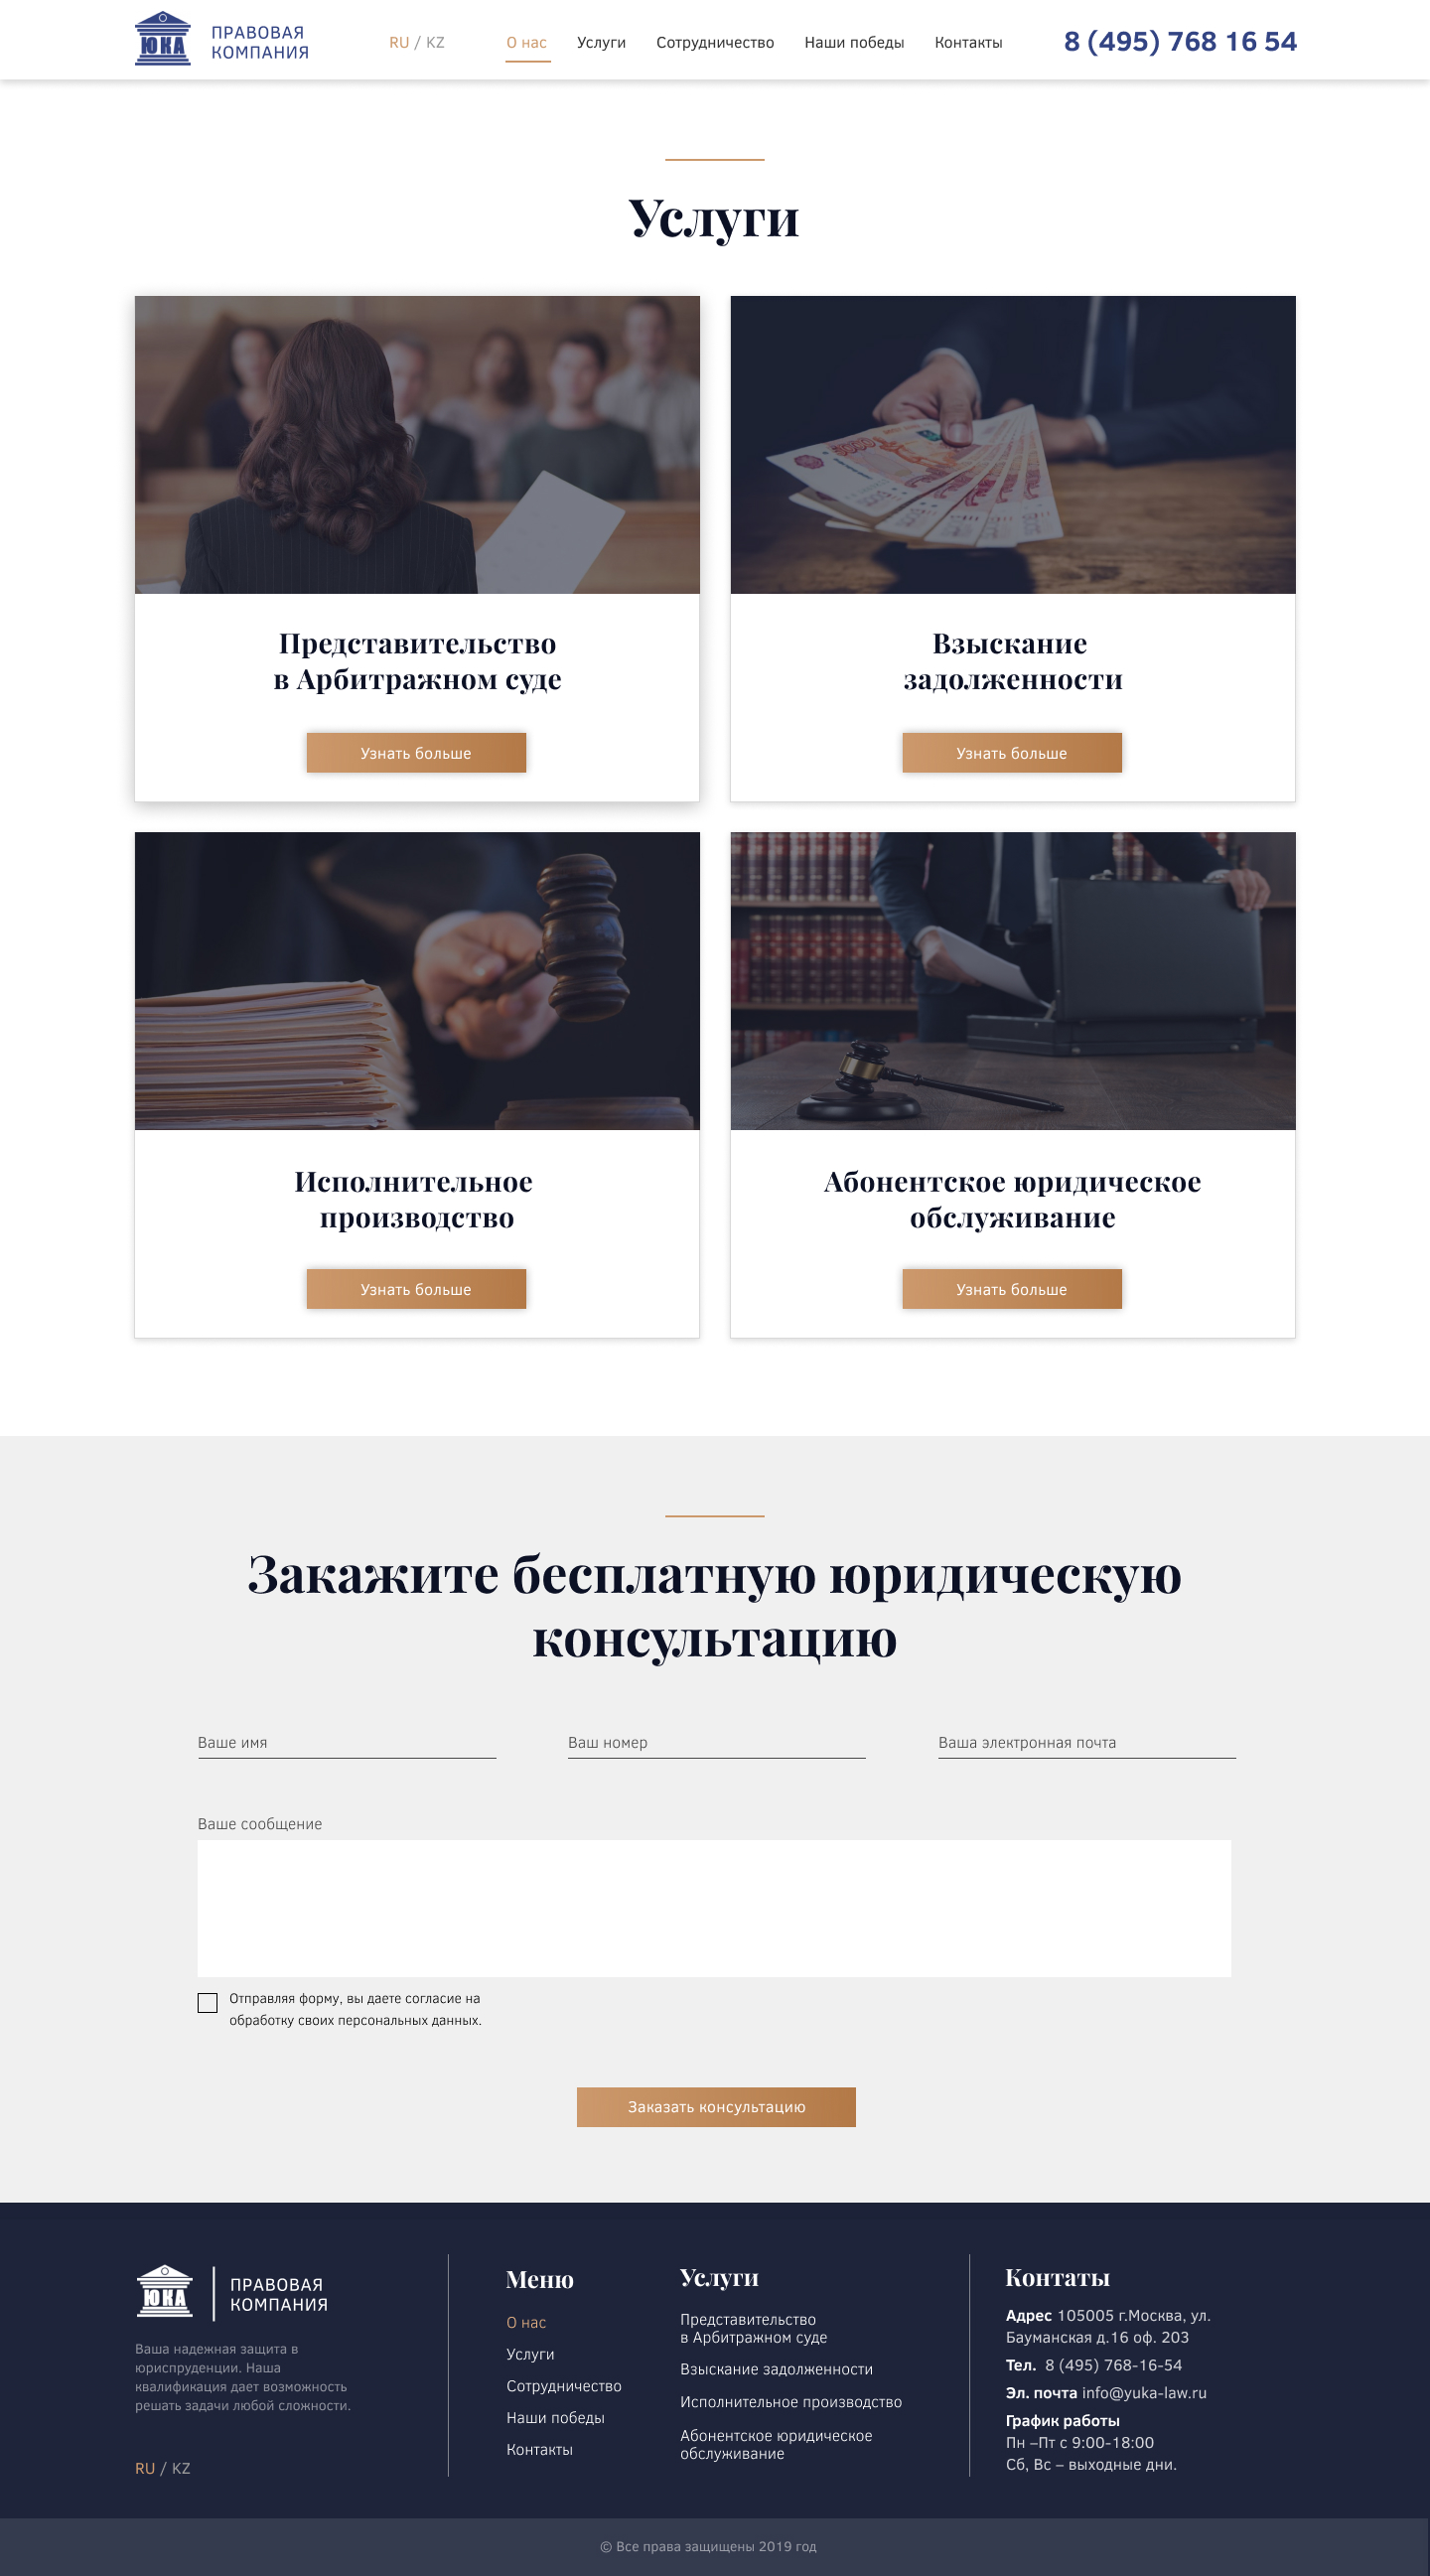 ЮКА
ПРАВОВАЯ
КОМПАНИЯ
RU / KZ
О нас
Услуги
Сотрудничество
Наши победы
Контакты
8 (495) 768 16 54
Услуги
Представительство
в Арбитражном суде
Узнать больше
Взыскание
задолженности
Узнать больше
Исполнительное
производство
Узнать больше
Абонентское юридическое
обслуживание
Узнать больше
Закажите бесплатную юридическую
консультацию
Ваше имя
Ваш номер
Ваша электронная почта
Ваше сообщение
Отправляя форму, вы даете согласие на
обработку своих персональных данных.
Заказать консультацию
ЮКА
ПРАВОВАЯ
КОМПАНИЯ
Ваша надежная защита в
юриспруденции. Наша
квалификация дает возможность
решать задачи любой сложности.
RU / KZ
Меню
О нас
Услуги
Сотрудничество
Наши победы
Контакты
Услуги
Представительство
в Арбитражном суде
Взыскание задолженности
Исполнительное производство
Абонентское юридическое
обслуживание
Контаты
Адрес 105005 г.Москва, ул.
Бауманская д.16 оф. 203
Тел. 8 (495) 768-16-54
Эл. почта info@yuka-law.ru
График работы
Пн –Пт с 9:00-18:00
Сб, Вс – выходные дни.
© Все права защищены 2019 год